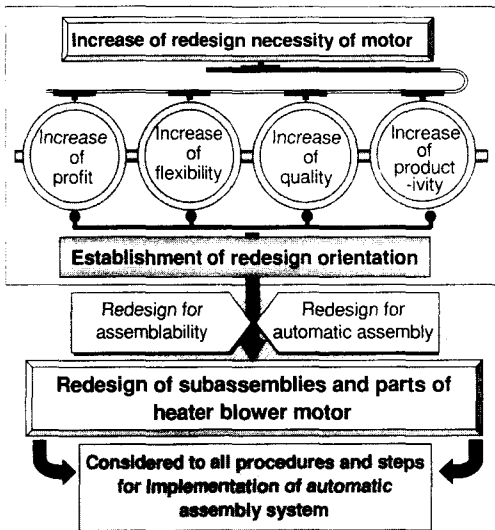 Increase of redesign necessity of motor
Increase
of
profit
Increase
of
flexibility
Increase
of
quality
Increase
of
product
-ivity
Establishment of redesign orientation
Redesign for
assemblability
Redesign for
automatic assembly
Redesign of subassemblies and parts of
heater blower motor
Considered to all procedures and steps
for Implementation of automatic
assembly system